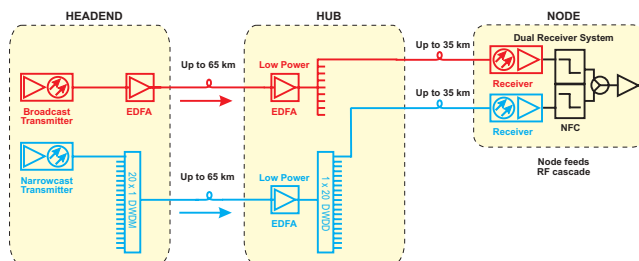 HEADEND
HUB
NODE
Dual Receiver System
Up to 65 km
Low Power
Up to 35 km
Broadcast
Transmitter
EDFA
EDFA
Receiver
Up to 35 km
Receiver
NFC
Narrowcast
Transmitter
20 x 1 DWDM
Up to 65 km
Low Power
EDFA
1 x 20 DWDD
Node feeds
RF cascade